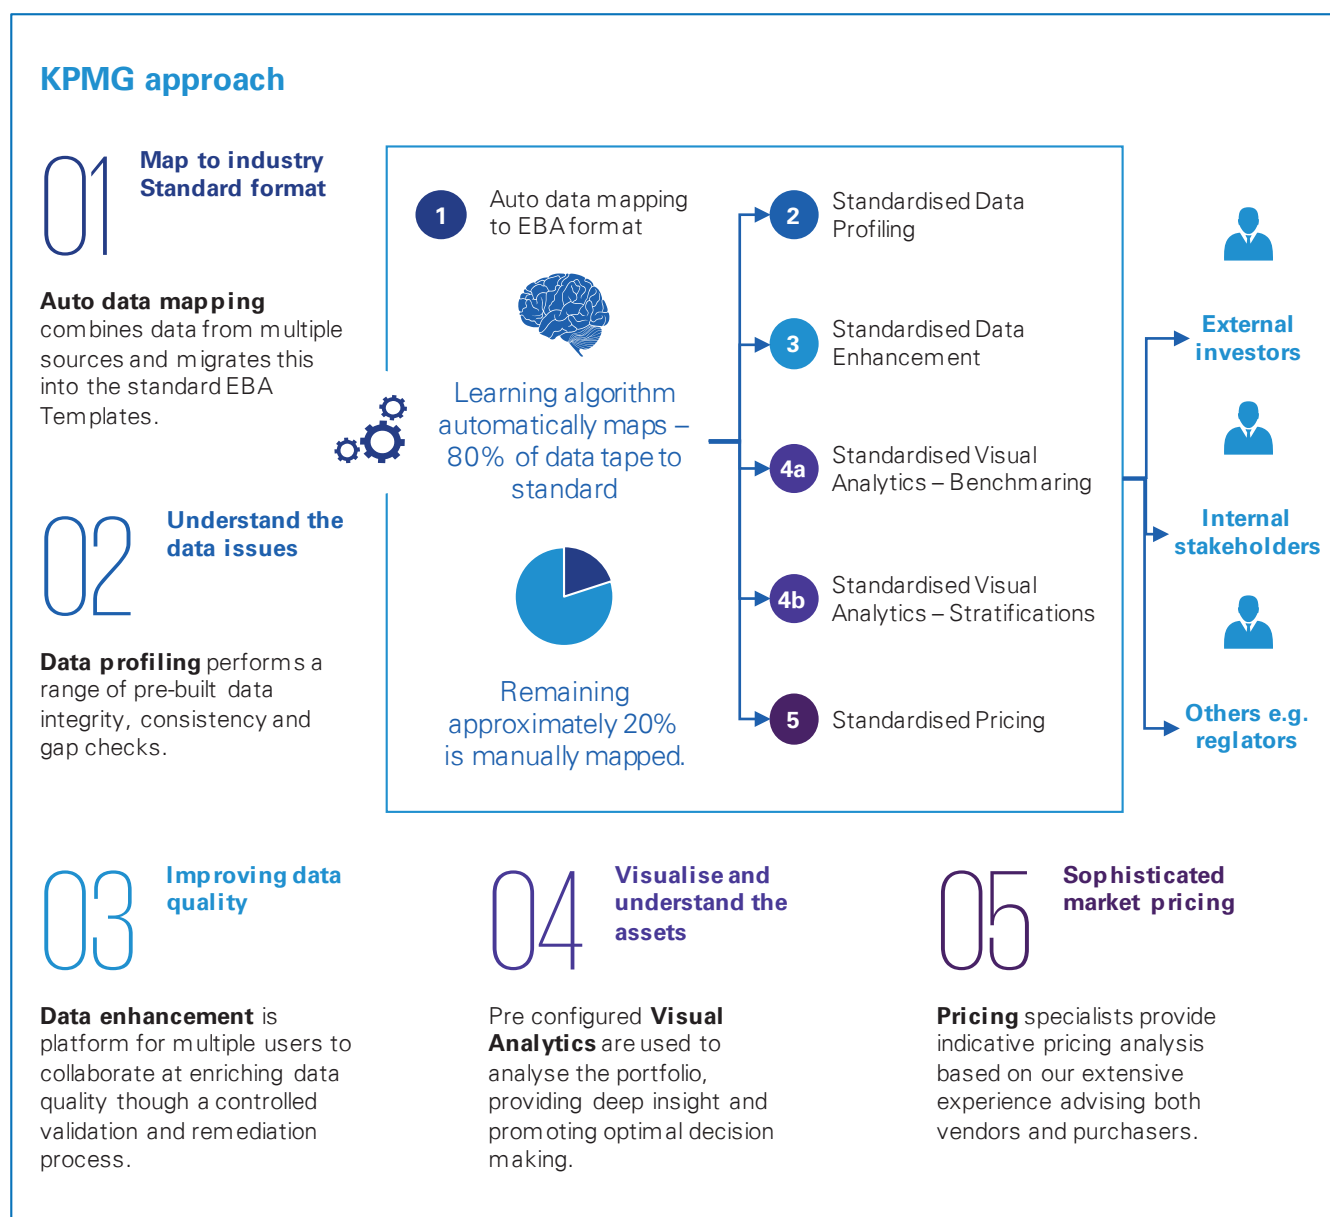 KPMG approach
01
Map to industry
Standard format
Auto data mapping
combines data from multiple
sources and migrates this
into the standard EBA
Templates.
02
Understand the
data issues
Data profiling performs a
range of pre-built data
integrity, consistency and
gap checks.
1
Auto data mapping
to EBA format
Learning algorithm
automatically maps –
80% of data tape to
standard
Remaining
approximately 20%
is manually mapped.
2
Standardised Data
Profiling
3
Standardised Data
Enhancement
4a
Standardised Visual
Analytics – Benchmaring
4b
Standardised Visual
Analytics – Stratifications
5
Standardised Pricing
External
investors
Internal
stakeholders
Others e.g.
reglators
03
Improving data
quality
Data enhancement is
platform for multiple users to
collaborate at enriching data
quality though a controlled
validation and remediation
process.
04
Visualise and
understand the
assets
Pre configured Visual
Analytics are used to
analyse the portfolio,
providing deep insight and
promoting optimal decision
making.
05
Sophisticated
market pricing
Pricing specialists provide
indicative pricing analysis
based on our extensive
experience advising both
vendors and purchasers.